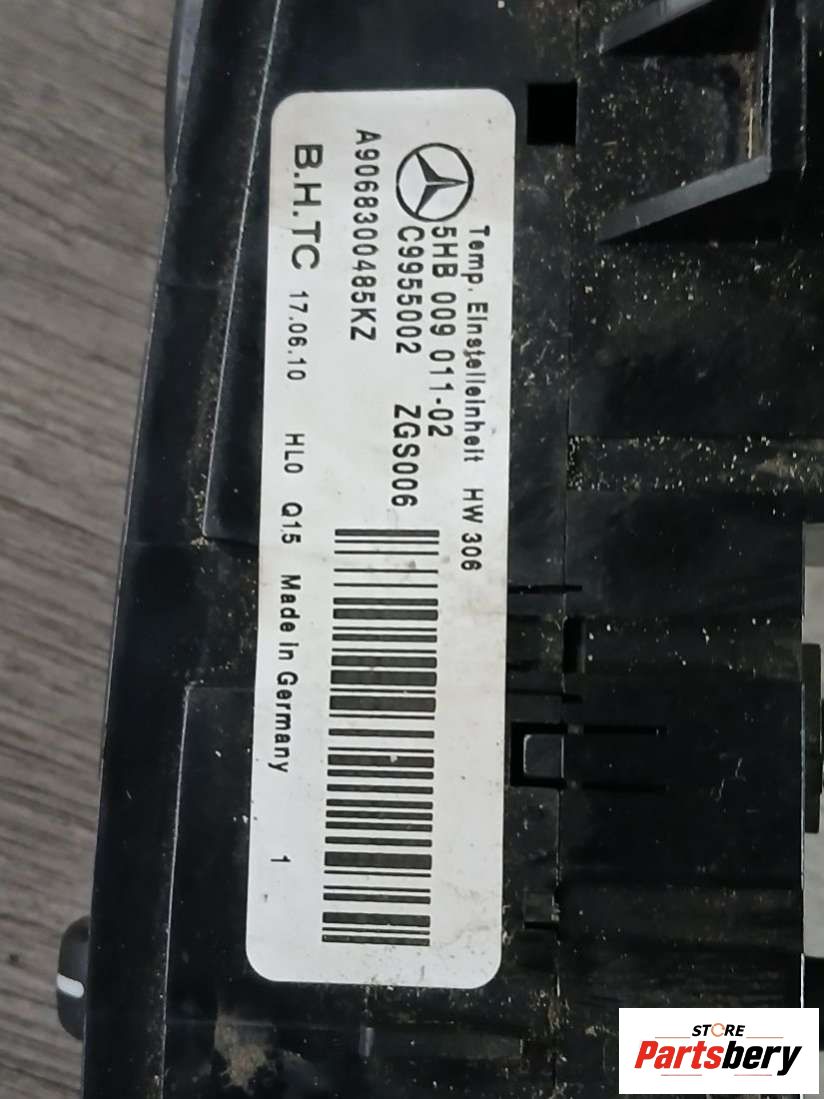 Temp. Einstelleinheit HW 306
5HB 009 011-02
C9955002 ZGS006
A9068300485KZ
B.H.TC 17.06.10 HL0 Q15 Made in Germany 1
STORE
Partsbery